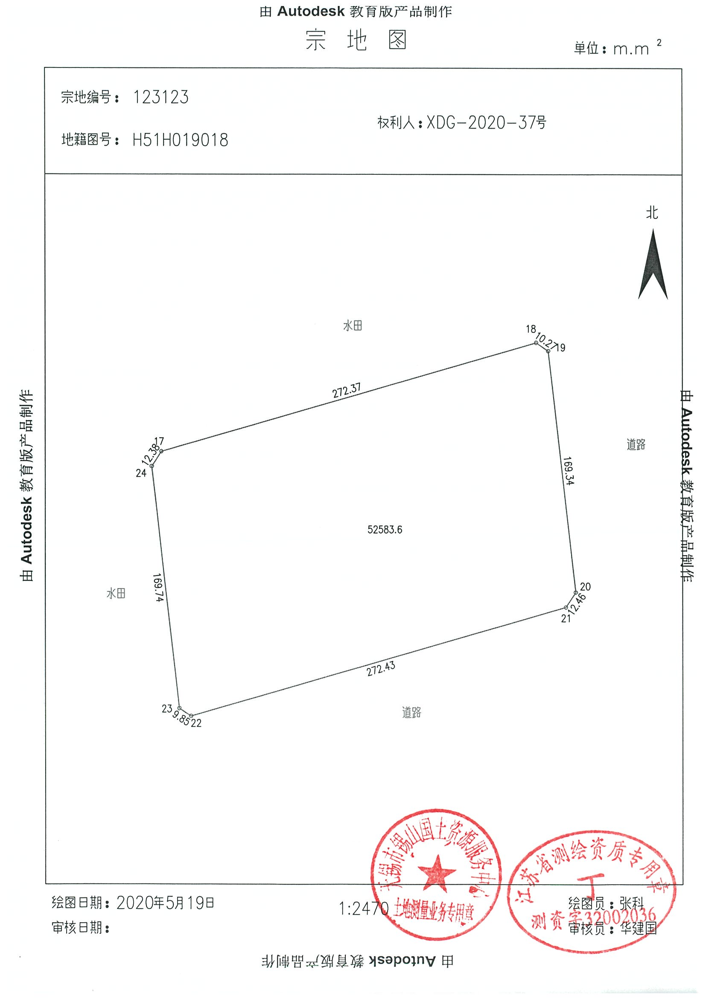 由 Autodesk 教育版产品制作
宗 地 图
单位：m.m ²
宗地编号： 123123
权利人：XDG-2020-37号
地籍图号： H51H019018
北
水田
18
10.27
19
272.37
17
12.38
24
道路
169.34
52583.6
169.74
水田
20
12.46
21
272.43
23
9.85
22
道路
由 Autodesk 教育版产品制作
由 Autodesk 教育版产品制作
无锡市锡山国土资源服务中心
土地测量业务专用章
江苏省测绘资质专用章
丁
测资字32002036
绘图日期：2020年5月19日
1:2470
绘图员：张科
审核日期：
审核员：华建国
由 Autodesk 教育版产品制作